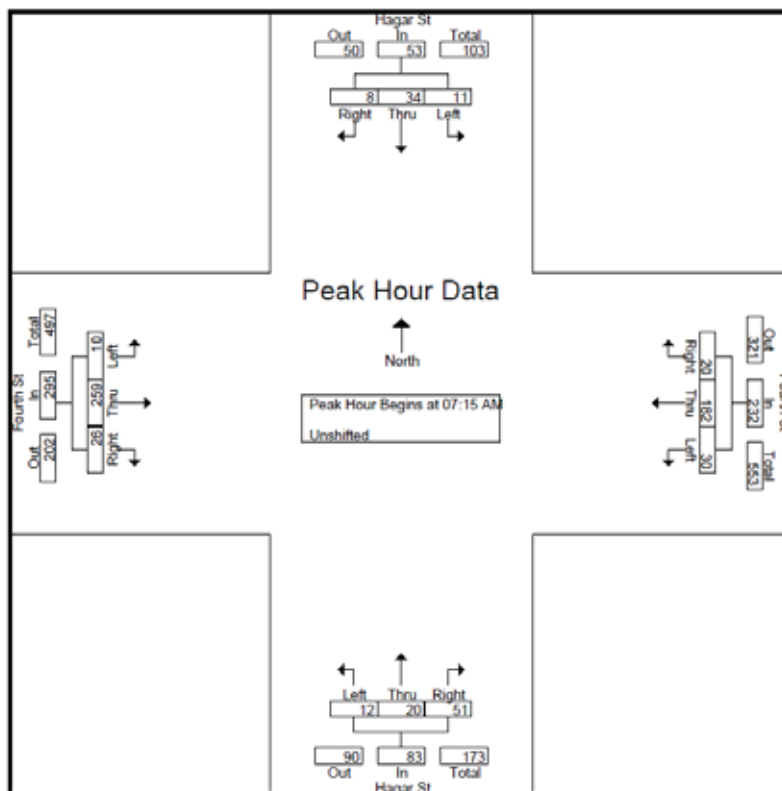 Hagar St
Out In Total
50 53 103
8 34 11
Right Thru Left
Peak Hour Data
North
Peak Hour Begins at 07:15 AM
Unshifted
Fourth St
Total In Out
497 295 202
10 259 26
Left Thru Right
Right Thru Left
20 182 30
Out In Total
321 232 553
Left Thru Right
12 20 51
90 83 173
Out In Total
Hagar St